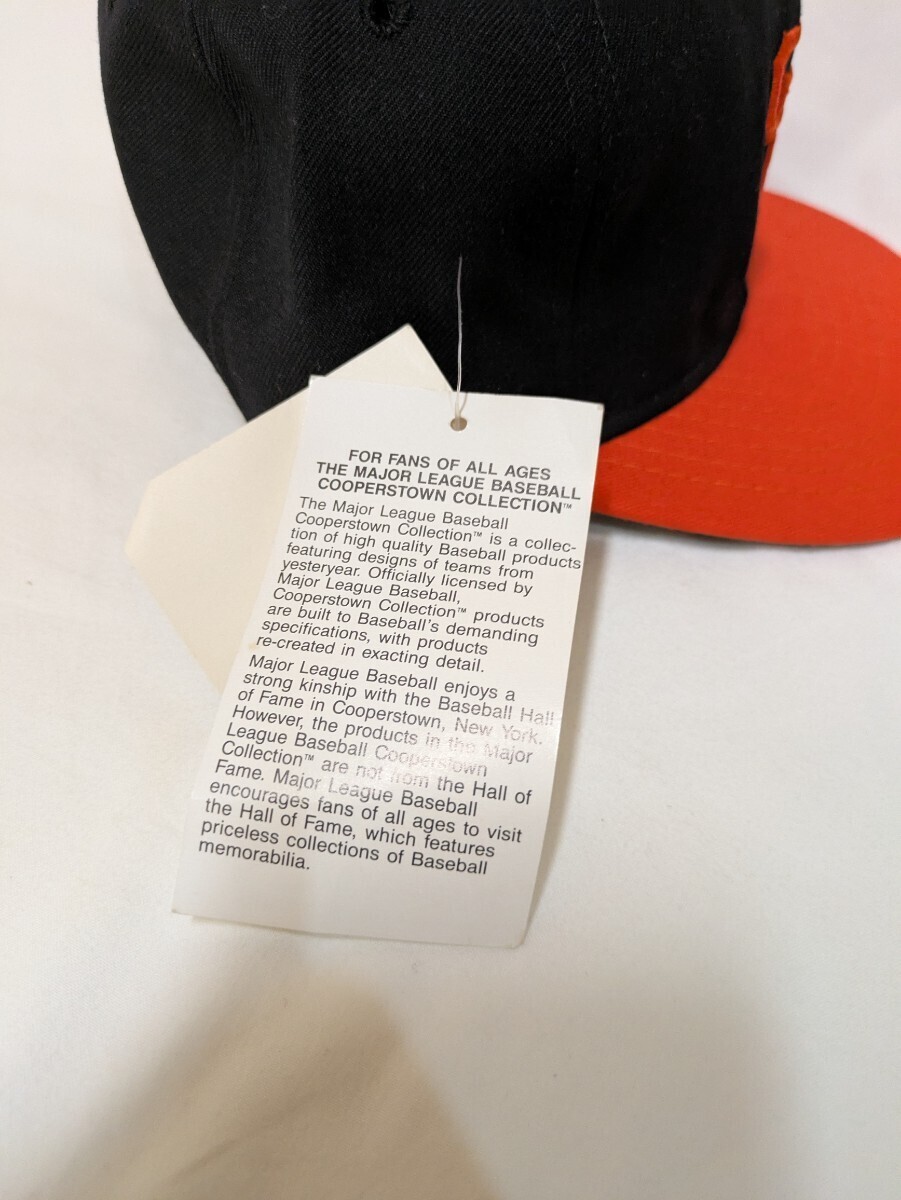 FOR FANS OF ALL AGES
THE MAJOR LEAGUE BASEBALL
COOPERSTOWN COLLECTION™
The Major League Baseball
Cooperstown Collection™ is a collec-
tion of high quality Baseball products
featuring designs of teams from
yesteryear. Officially licensed by
Major League Baseball,
Cooperstown Collection™ products
are built to Baseball's demanding
specifications, with products
re-created in exacting detail.
Major League Baseball enjoys a
strong kinship with the Baseball Hall
of Fame in Cooperstown, New York.
However, the products in the Major
League Baseball Cooperstown
Collection™ are not from the Hall of
Fame. Major League Baseball
encourages fans of all ages to visit
the Hall of Fame, which features
priceless collections of Baseball
memorabilia.